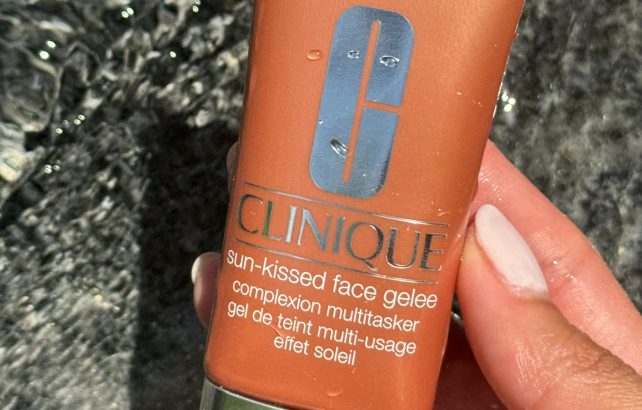 CLINIQUE
sun-kissed face gelee
complexion multitasker
gel de teint multi-usage
effet soleil